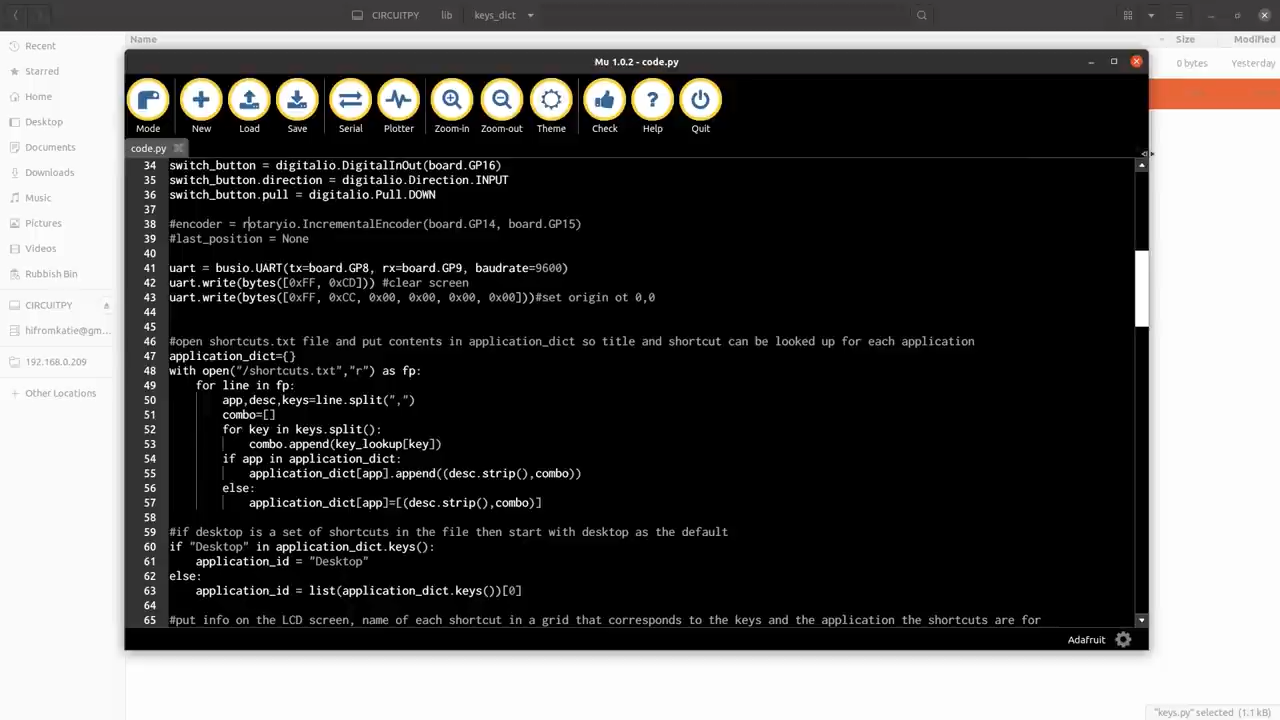 CIRCUITPY lib keys_dict
Name Size Modified
Recent
Starred
Home
Desktop
Documents
Downloads
Music
Pictures
Videos
Rubbish Bin
CIRCUITPY
hifromkatie@gm...
192.168.0.209
Other Locations
0 bytes Yesterday
Mu 1.0.2 - code.py
Mode New Load Save Serial Plotter Zoom-in Zoom-out Theme Check Help Quit
code.py
34 switch_button = digitalio.DigitalInOut(board.GP16)
35 switch_button.direction = digitalio.Direction.INPUT
36 switch_button.pull = digitalio.Pull.DOWN
37
38 #encoder = rotaryio.IncrementalEncoder(board.GP14, board.GP15)
39 #last_position = None
40
41 uart = busio.UART(tx=board.GP8, rx=board.GP9, baudrate=9600)
42 uart.write(bytes([0xFF, 0xCD])) #clear screen
43 uart.write(bytes([0xFF, 0xCC, 0x00, 0x00, 0x00, 0x00]))#set origin ot 0,0
44
45
46 #open shortcuts.txt file and put contents in application_dict so title and shortcut can be looked up for each application
47 application_dict={}
48 with open("/shortcuts.txt","r") as fp:
49 for line in fp:
50 app,desc,keys=line.split(",")
51 combo=[]
52 for key in keys.split():
53 combo.append(key_lookup[key])
54 if app in application_dict:
55 application_dict[app].append((desc.strip(),combo))
56 else:
57 application_dict[app]=[(desc.strip(),combo)]
58
59 #if desktop is a set of shortcuts in the file then start with desktop as the default
60 if "Desktop" in application_dict.keys():
61 application_id = "Desktop"
62 else:
63 application_id = list(application_dict.keys())[0]
64
65 #put info on the LCD screen, name of each shortcut in a grid that corresponds to the keys and the application the shortcuts are for
Adafruit
"keys.py" selected (1.1 kB)